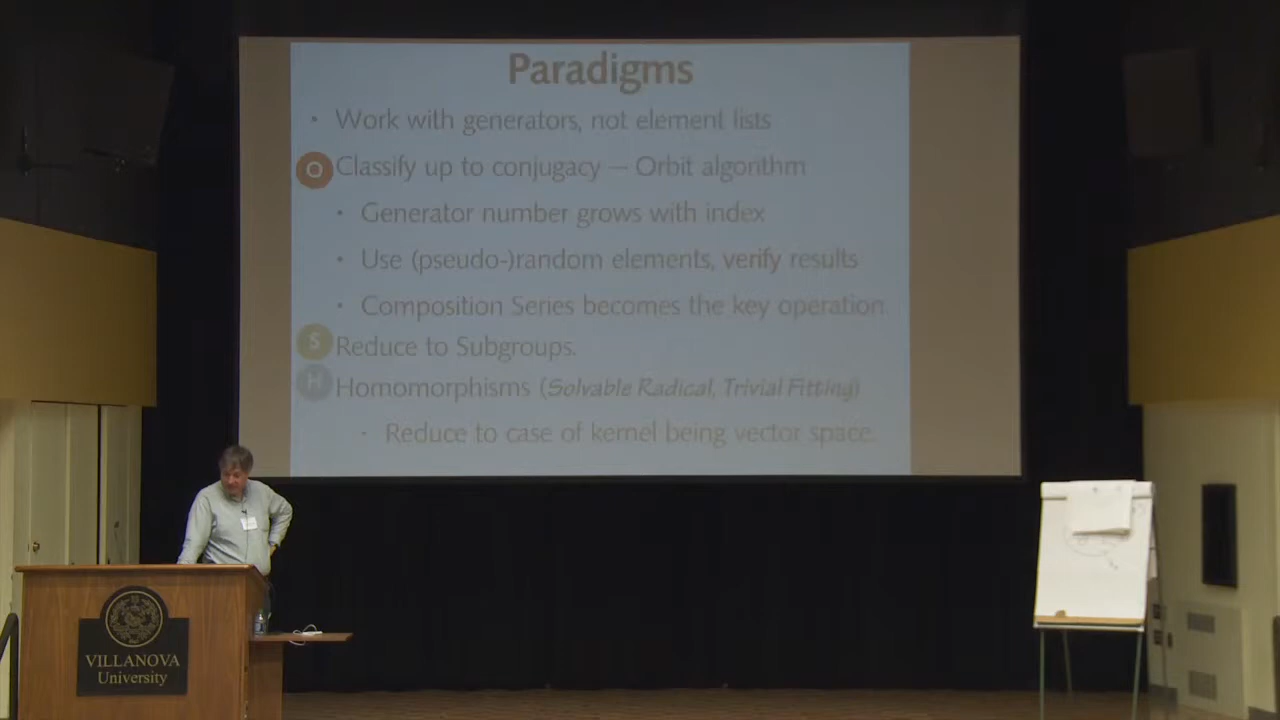 Paradigms
• Work with generators, not element lists
O Classify up to conjugacy — Orbit algorithm
• Generator number grows with index
• Use (pseudo-)random elements, verify results
• Composition Series becomes the key operation.
S Reduce to Subgroups.
H Homomorphisms (Solvable Radical, Trivial Fitting)
• Reduce to case of kernel being vector space.
VILLANOVA
University